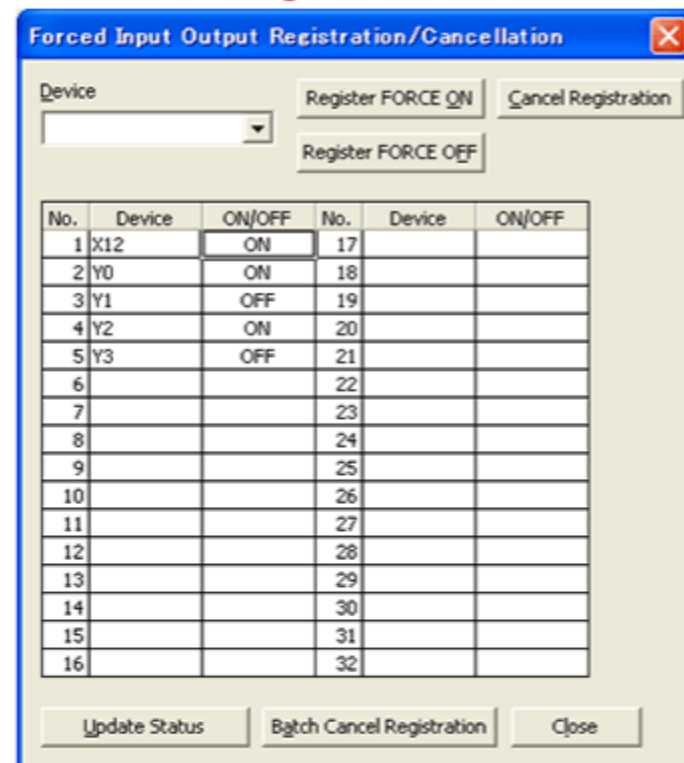 Forced Input Output Registration/Cancellation
Device
Register FORCE ON
Cancel Registration
Register FORCE OFF
No. Device ON/OFF No. Device ON/OFF
1 X12 ON 17
2 Y0 ON 18
3 Y1 OFF 19
4 Y2 ON 20
5 Y3 OFF 21
6 22
7 23
8 24
9 25
10 26
11 27
12 28
13 29
14 30
15 31
16 32
Update Status Batch Cancel Registration Close